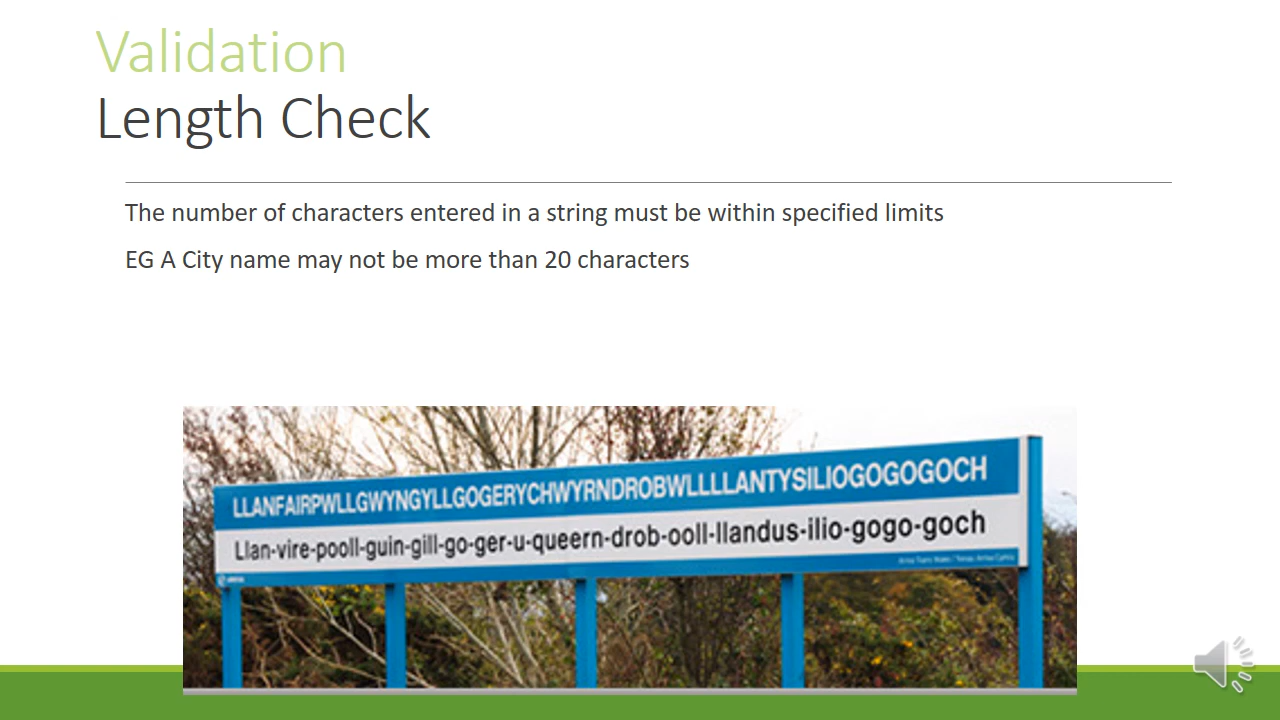 Validation
Length Check
The number of characters entered in a string must be within specified limits
EG A City name may not be more than 20 characters
LLANFAIRPWLLGWYNGYLLGOGERYCHWYRNDROBWLLLLANTYSILIOGOGOGOCH
Llan-vire-pooll-guin-gill-go-ger-u-queern-drob-ooll-llandus-ilio-gogo-goch